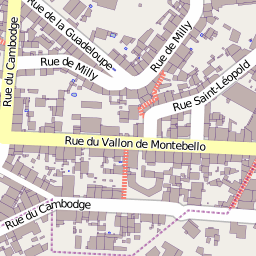 Rue de la Guadeloupe
Rue du Cambodge
Rue de Milly
Rue de Milly
Rue Saint-Léopold
Rue du Vallon de Montebello
Rue du Cambodge